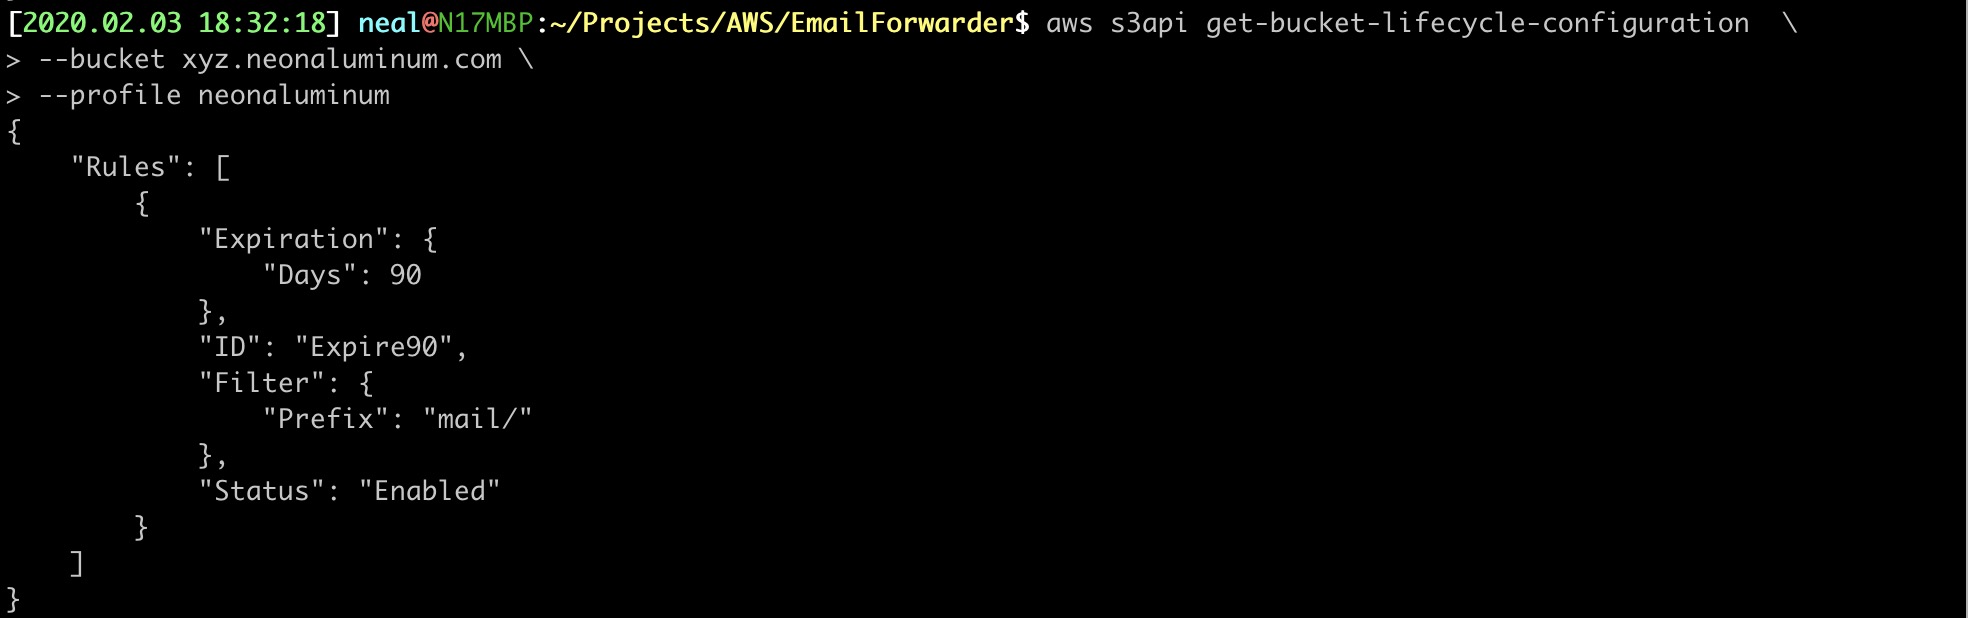 [2020.02.03 18:32:18] neal@N17MBP:~/Projects/AWS/EmailForwarder$ aws s3api get-bucket-lifecycle-configuration  \
> --bucket xyz.neonaluminum.com \
> --profile neonaluminum
{
    "Rules": [
        {
            "Expiration": {
                "Days": 90
            },
            "ID": "Expire90",
            "Filter": {
                "Prefix": "mail/"
            },
            "Status": "Enabled"
        }
    ]
}